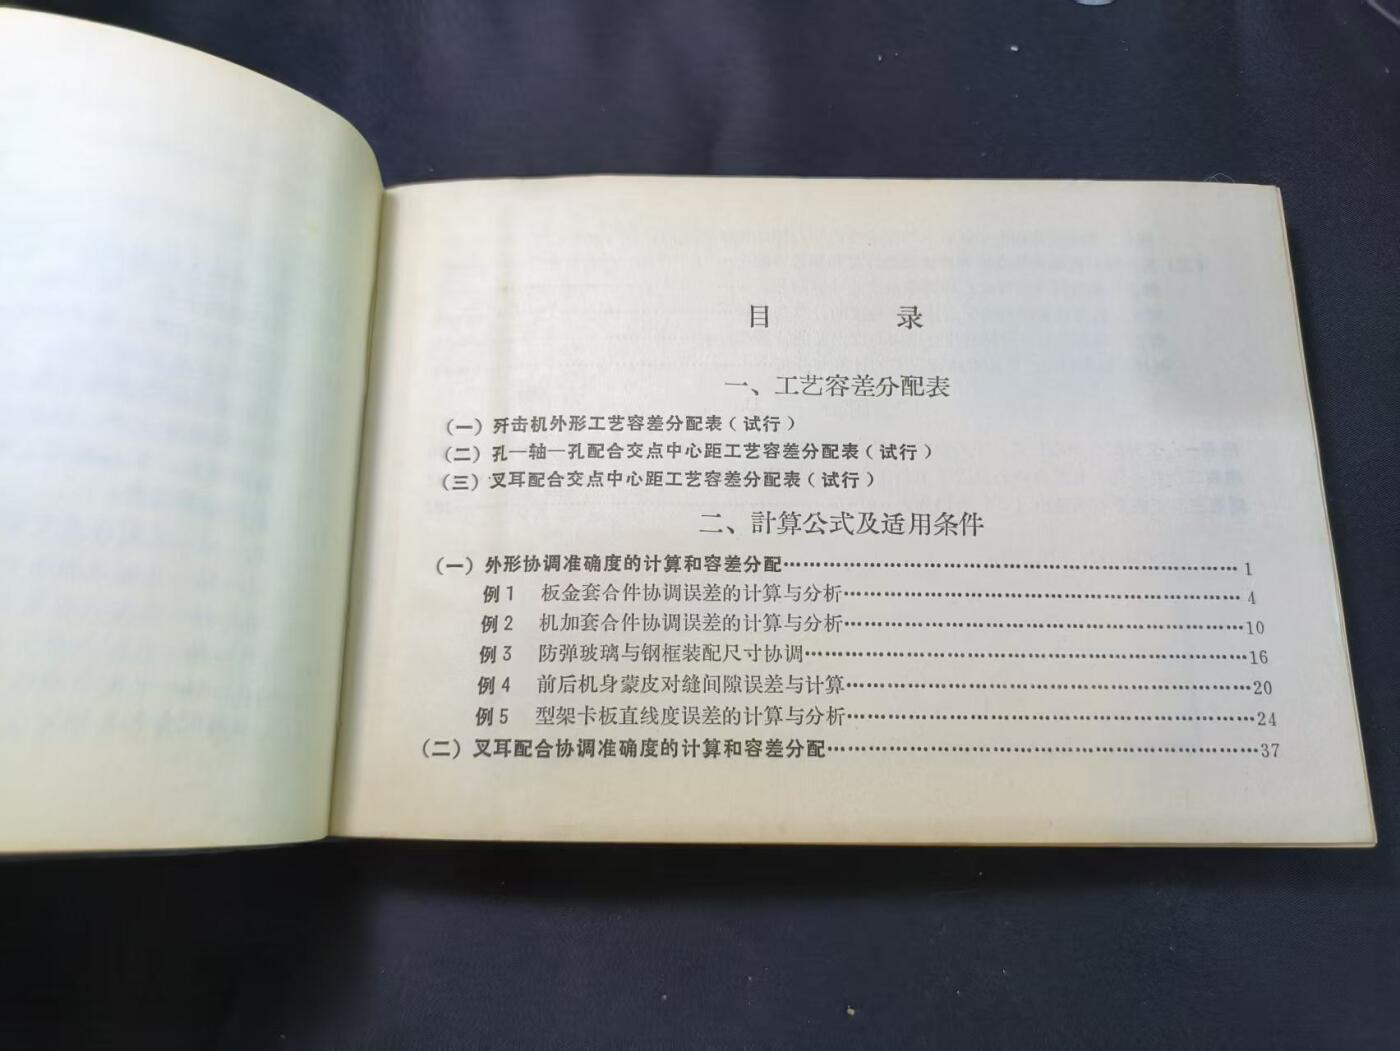 目 录
一、工艺容差分配表
(一) 歼击机外形工艺容差分配表(试行)
(二) 孔—轴—孔配合交点中心距工艺容差分配表(试行)
(三) 叉耳配合交点中心距工艺容差分配表(试行)
二、計算公式及适用条件
(一) 外形协调准确度的计算和容差分配……………………………………1
例1 板金套合件协调误差的计算与分析……………………………………4
例2 机加套合件协调误差的计算与分析……………………………………10
例3 防弹玻璃与钢框装配尺寸协调……………………………………16
例4 前后机身蒙皮对缝间隙误差与计算……………………………………20
例5 型架卡板直线度误差的计算与分析……………………………………24
(二) 叉耳配合协调准确度的计算和容差分配……………………………………37